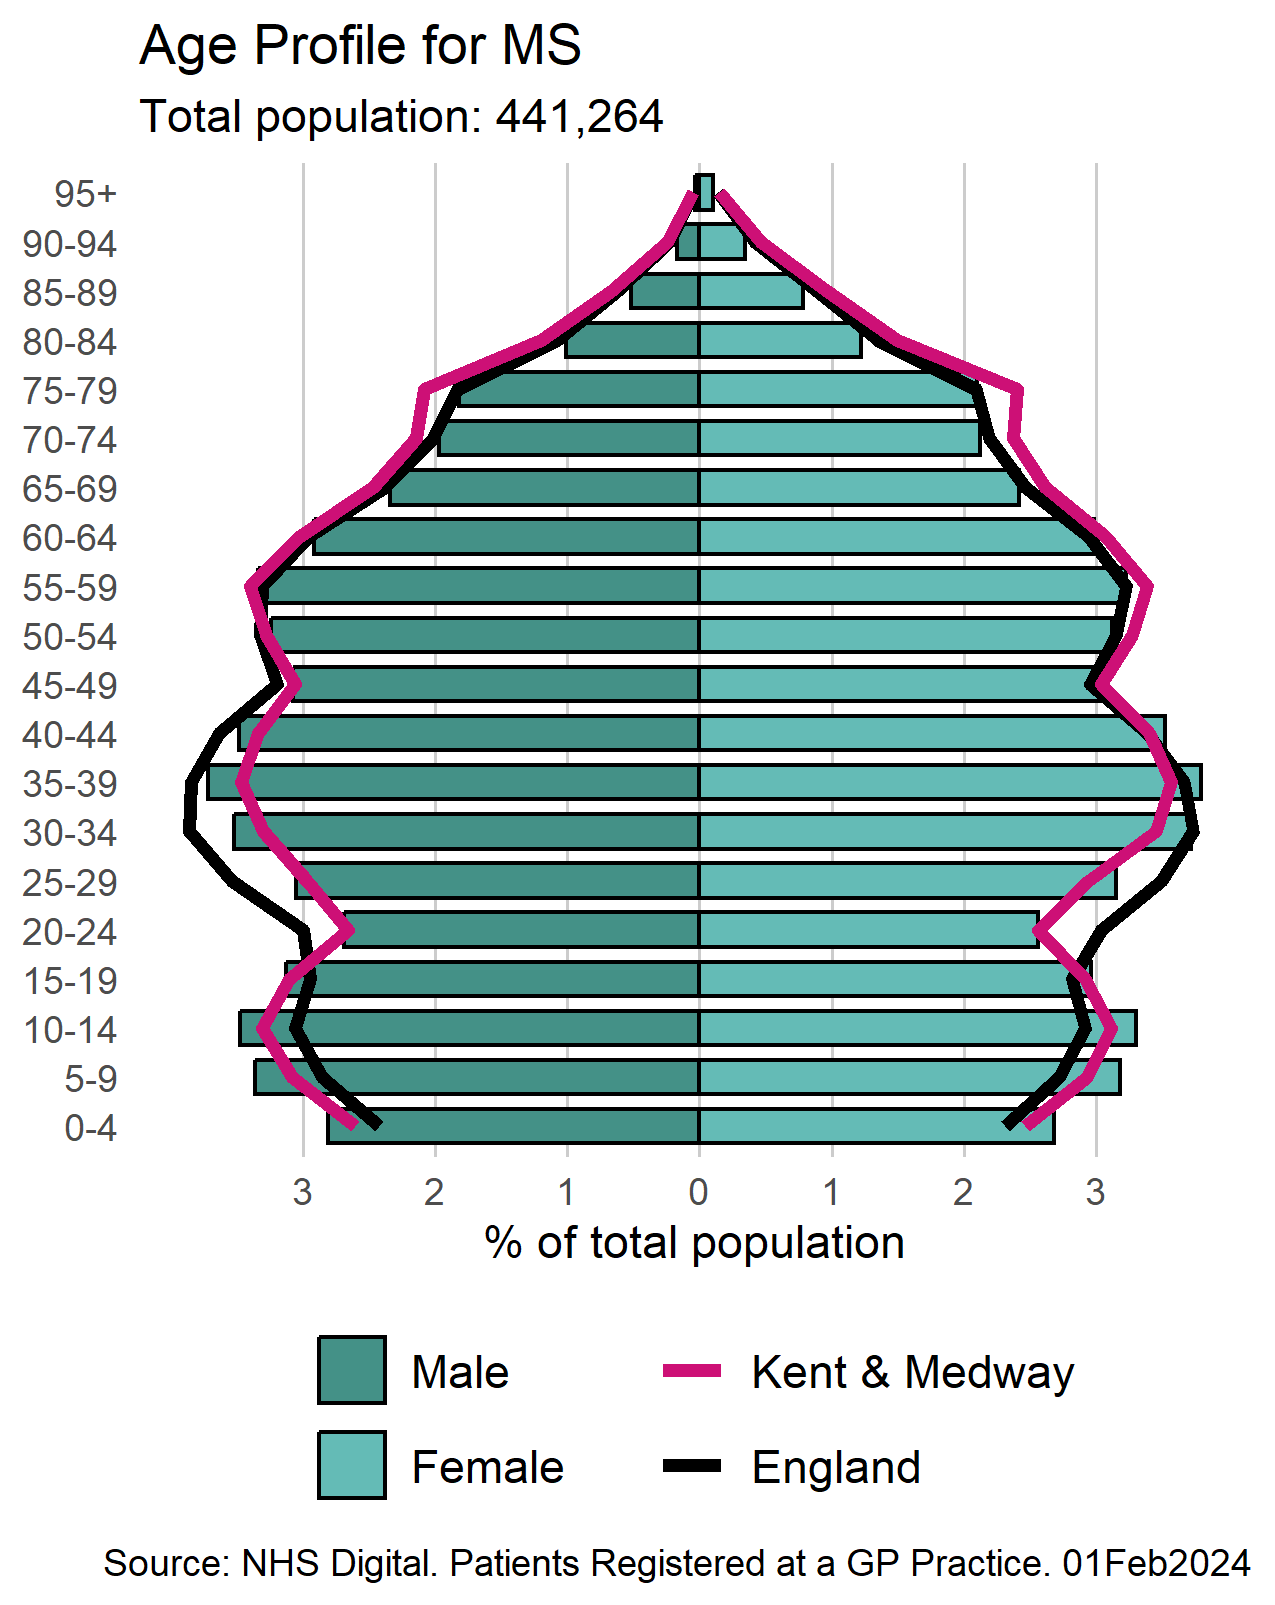 Age Profile for MS
Total population: 441,264
95+
90-94
85-89
80-84
75-79
70-74
65-69
60-64
55-59
50-54
45-49
40-44
35-39
30-34
25-29
20-24
15-19
10-14
5-9
0-4
3 2 1 0 1 2 3
% of total population
Male Kent & Medway
Female England
Source: NHS Digital. Patients Registered at a GP Practice. 01Feb2024